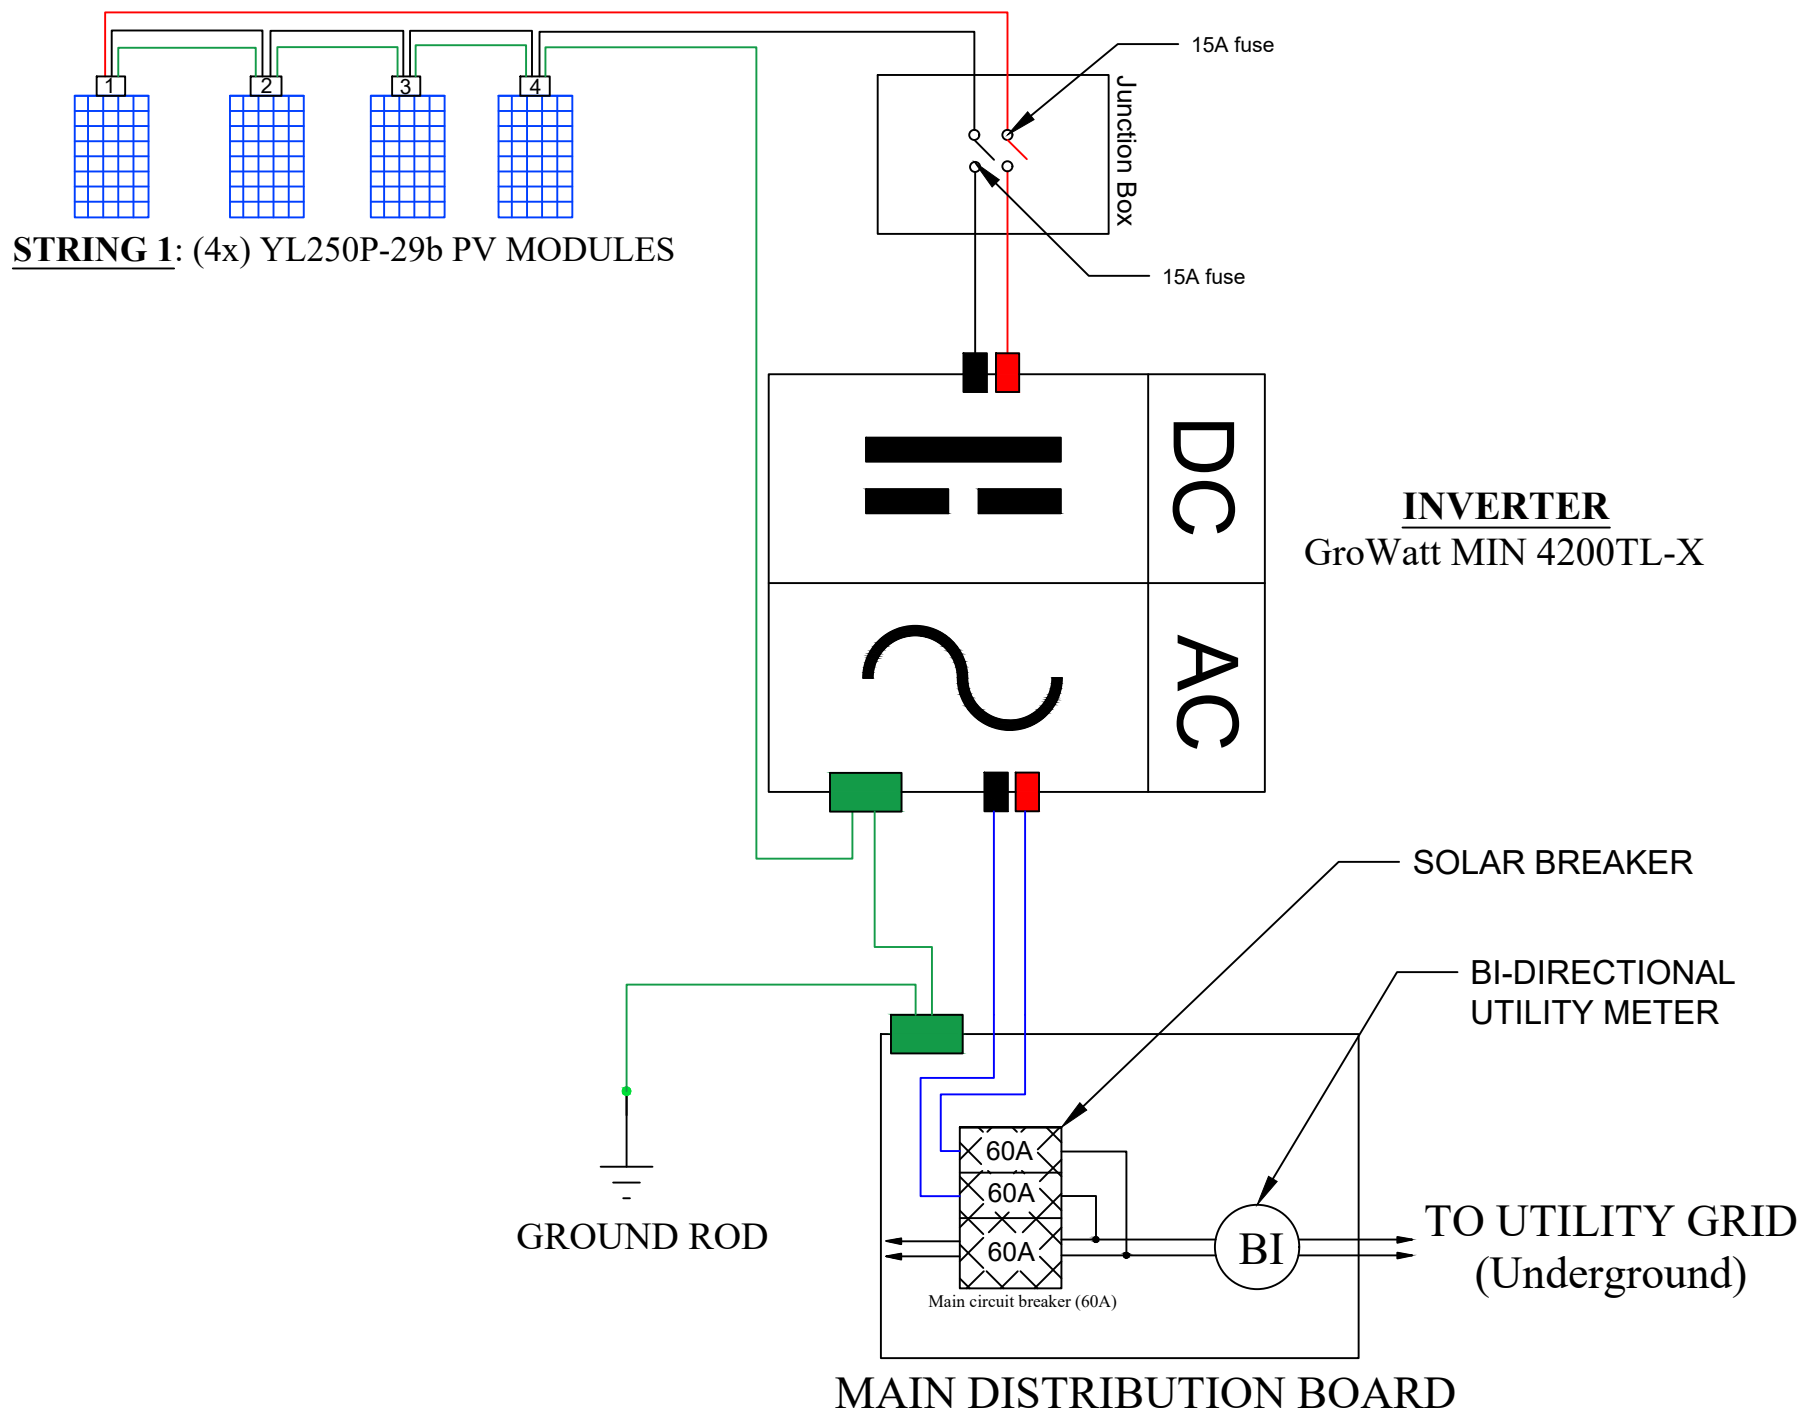 1
2
3
4
STRING 1: (4x) YL250P-29b PV MODULES
15A fuse
Junction Box
15A fuse
DC
AC
INVERTER
GroWatt MIN 4200TL-X
SOLAR BREAKER
BI-DIRECTIONAL
UTILITY METER
60A
60A
60A
Main circuit breaker (60A)
BI
TO UTILITY GRID
(Underground)
GROUND ROD
MAIN DISTRIBUTION BOARD